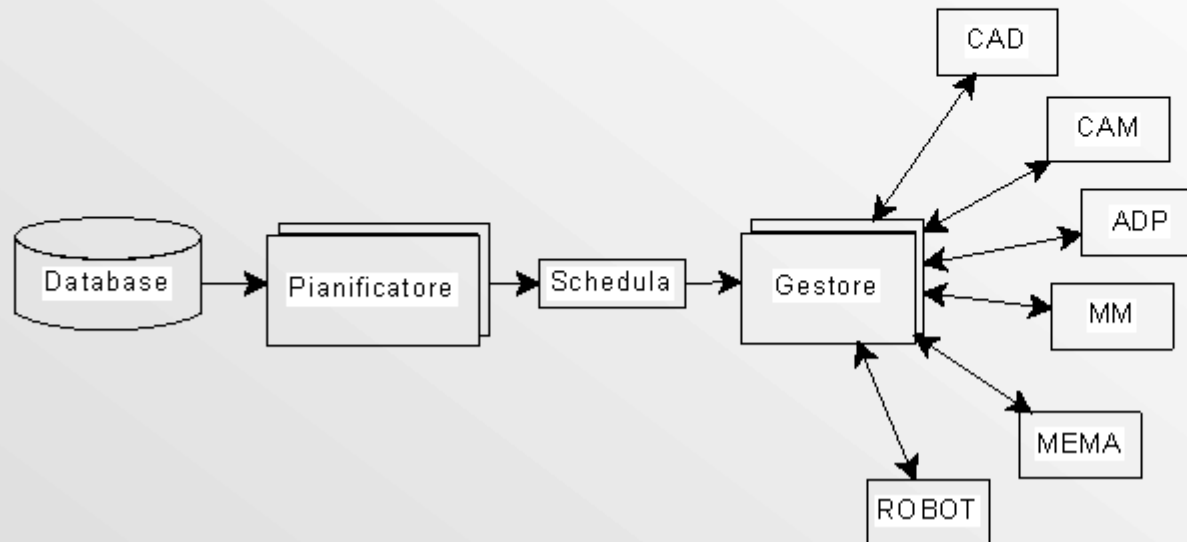 CAD
CAM
ADP
Database
Pianificatore
Schedula
Gestore
MM
MEMA
ROBOT